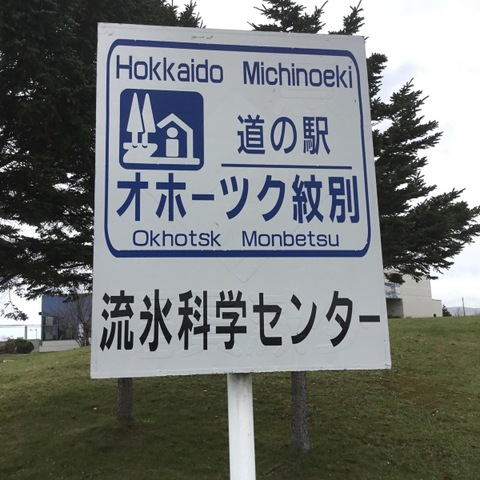 Hokkaido Michinoeki
道の駅
オホーツク紋別
Okhotsk Monbetsu
流氷科学センター